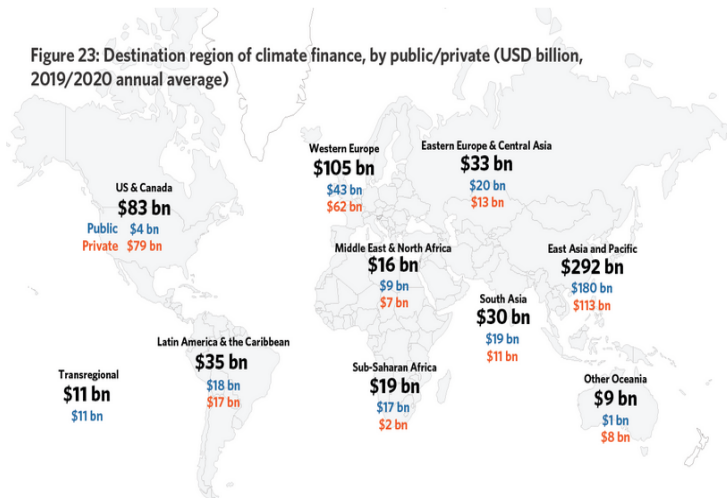 Figure 23: Destination region of climate finance, by public/private (USD billion,
2019/2020 annual average)
US & Canada
$83 bn
Public $4 bn
Private $79 bn
Western Europe
$105 bn
$43 bn
$62 bn
Eastern Europe & Central Asia
$33 bn
$20 bn
$13 bn
Middle East & North Africa
$16 bn
$9 bn
$7 bn
East Asia and Pacific
$292 bn
$180 bn
$113 bn
South Asia
$30 bn
$19 bn
$11 bn
Latin America & the Caribbean
$35 bn
$18 bn
$17 bn
Transregional
$11 bn
$11 bn
Sub-Saharan Africa
$19 bn
$17 bn
$2 bn
Other Oceania
$9 bn
$1 bn
$8 bn